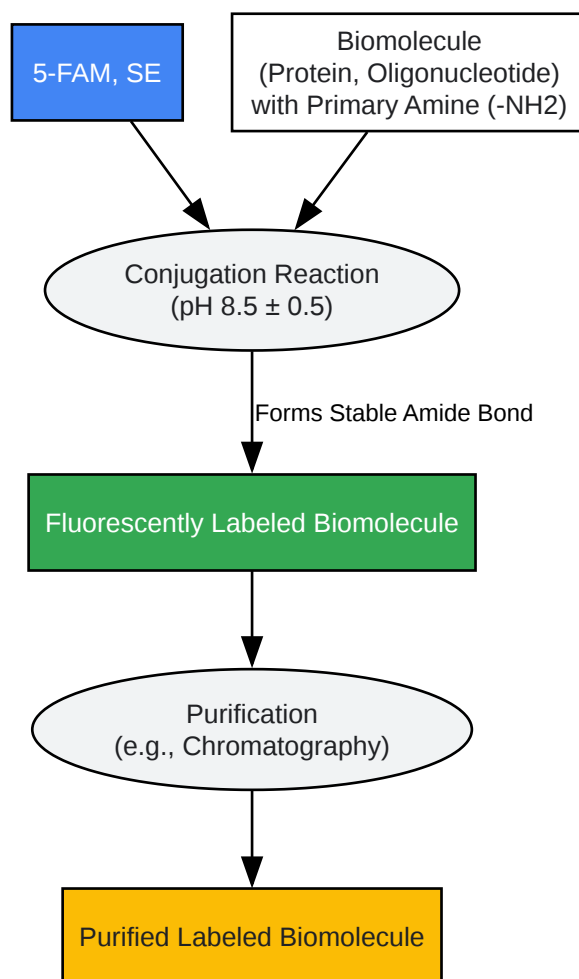 5-FAM, SE
Biomolecule
(Protein, Oligonucleotide)
with Primary Amine (-NH2)
Conjugation Reaction
(pH 8.5 ± 0.5)
Forms Stable Amide Bond
Fluorescently Labeled Biomolecule
Purification
(e.g., Chromatography)
Purified Labeled Biomolecule